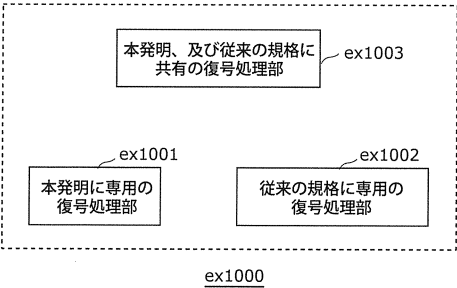 本発明、及び従来の規格に
共有の復号処理部
ex1003
ex1001
本発明に専用の
復号処理部
ex1002
従来の規格に専用の
復号処理部
ex1000